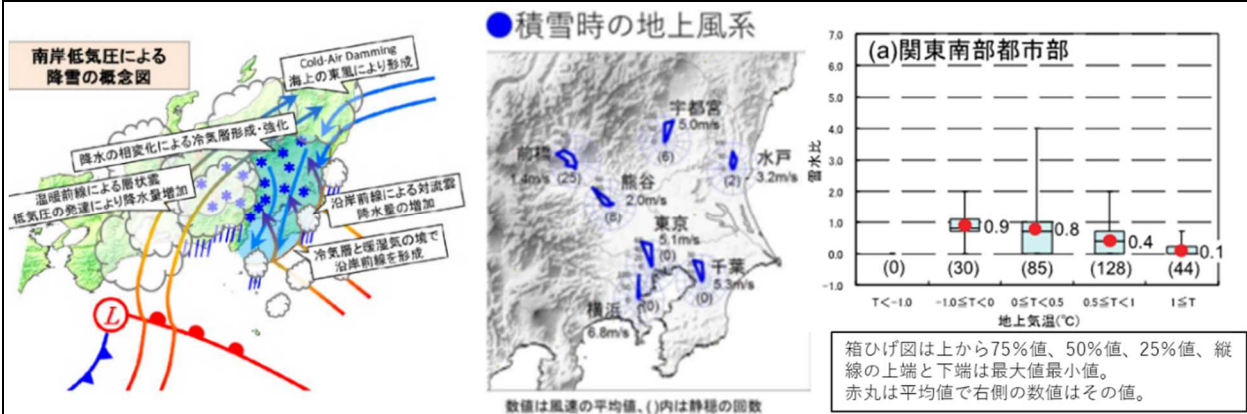 南岸低気圧による
降雪の概念図
Cold-Air Damming
海上の東風により形成
降水の相変化による冷気層形成・強化
温暖前線による層状雲
低気圧の発達により降水量増加
沿岸前線による対流雲
降水量の増加
冷気層と暖湿気の境で
沿岸前線を形成
L
●積雪時の地上風系
宇都宮
5.0m/s
(6)
前橋
1.4m/s
(25)
水戸
3.2m/s
(2)
熊谷
2.0m/s
(8)
東京
5.1m/s
(0)
千葉
5.3m/s
(0)
横浜
6.8m/s
(0)
数値は風速の平均値、()内は静穏の回数
(a)関東南部都市部
雪水比
7.0
6.0
5.0
4.0
3.0
2.0
1.0
0.0
-1.0
0.9
0.8
0.4
0.1
(0)
(30)
(85)
(128)
(44)
T<-1.0
-1.0≦T<0
0≦T<0.5
0.5≦T<1
1≦T
地上気温(℃)
箱ひげ図は上から75%値、50%値、25%値、縦
線の上端と下端は最大値最小値。
赤丸は平均値で右側の数値はその値。